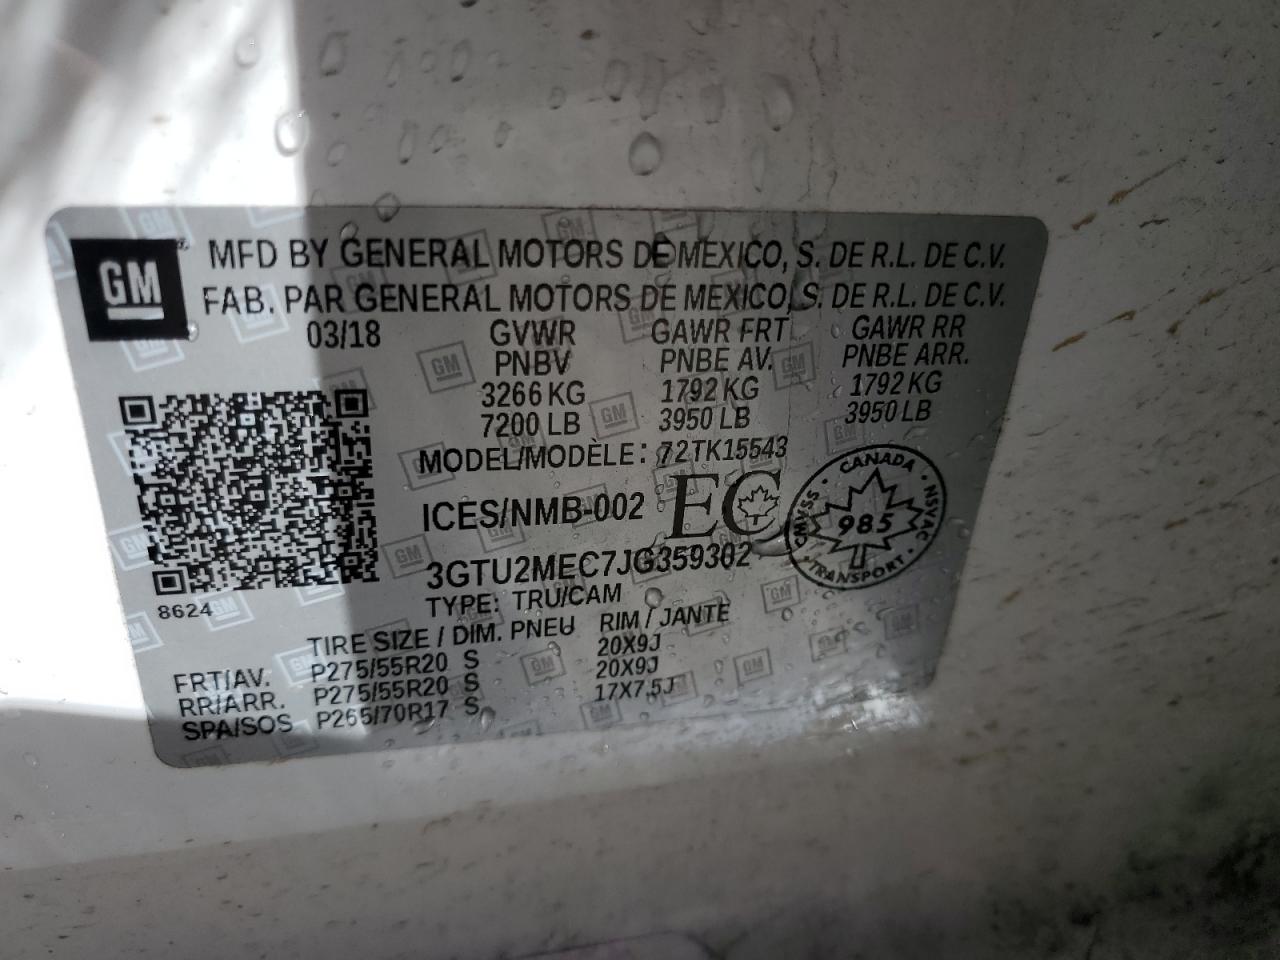 GM
MFD BY GENERAL MOTORS DE MEXICO, S. DE R.L. DE C.V.
FAB. PAR GENERAL MOTORS DE MEXICO, S. DE R.L. DE C.V.
03/18 GVWR GAWR FRT GAWR RR
PNBV PNBE AV. PNBE ARR.
3266 KG 1792 KG 1792 KG
7200 LB 3950 LB 3950 LB
MODEL/MODÈLE: 72TK15543
ICES/NMB-002 EC
CANADA
CMVSS NSVAC
985
TRANSPORT
3GTU2MEC7JG359302
8624
TYPE: TRU/CAM
TIRE SIZE / DIM. PNEU RIM / JANTE
FRT/AV. P275/55R20 S 20X9J
RR/ARR. P275/55R20 S 20X9J
SPA/SOS P265/70R17 S 17X7.5J